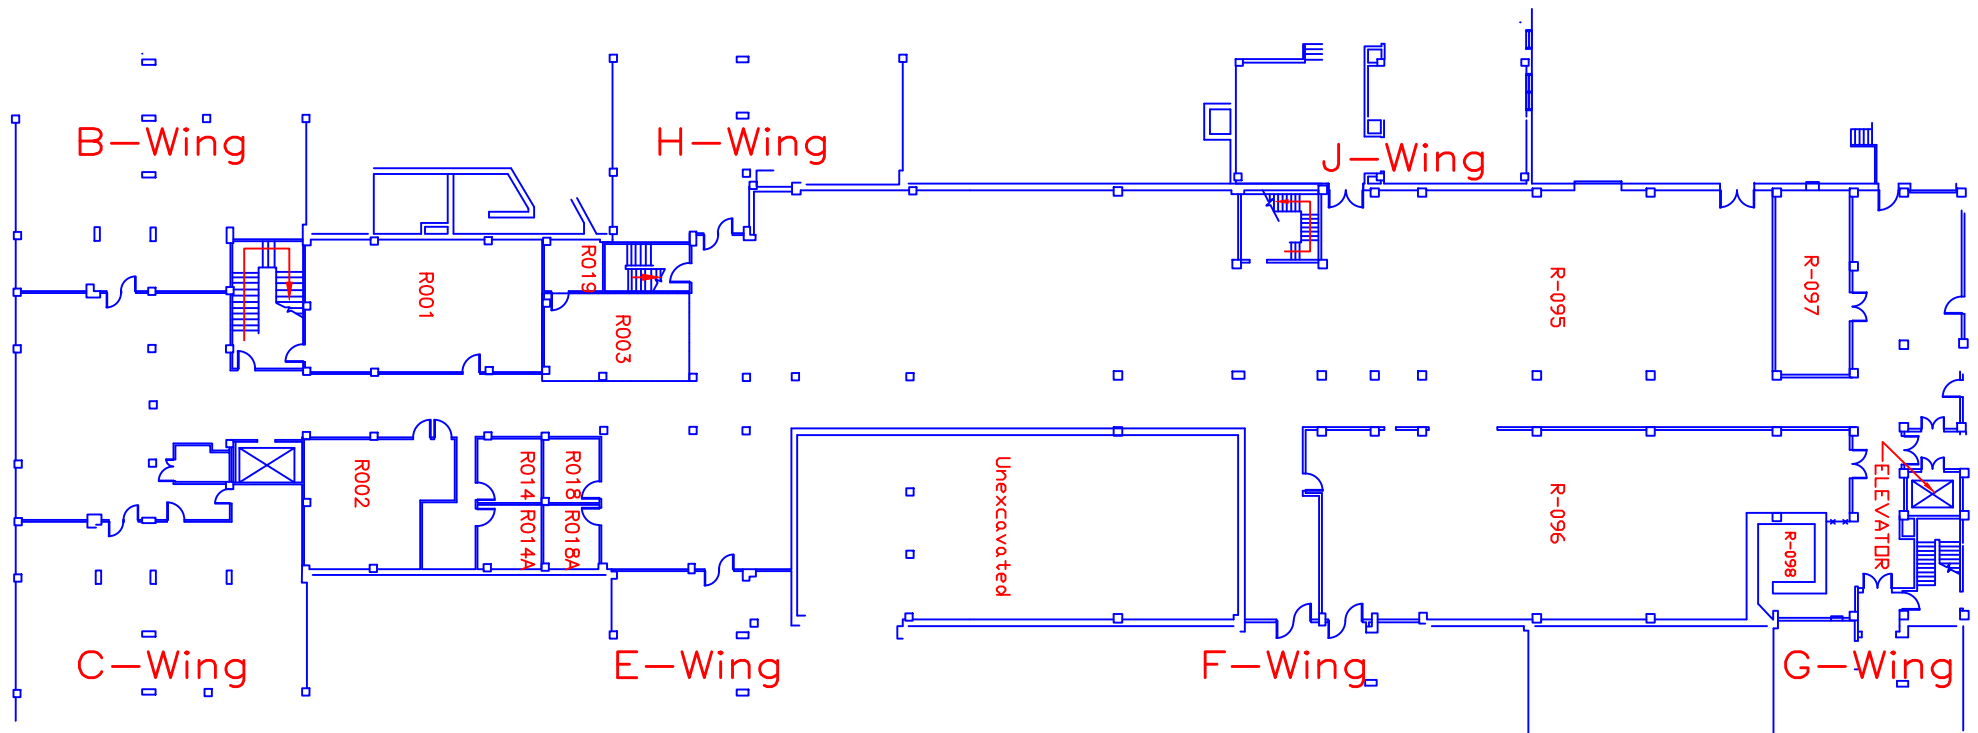 B-Wing
H-Wing
J-Wing
R019
R001
R003
R-095
R-097
R002
R014
R018
R014A
R018A
Unexcavated
R-096
R-098
ELEVATOR
C-Wing
E-Wing
F-Wing
G-Wing